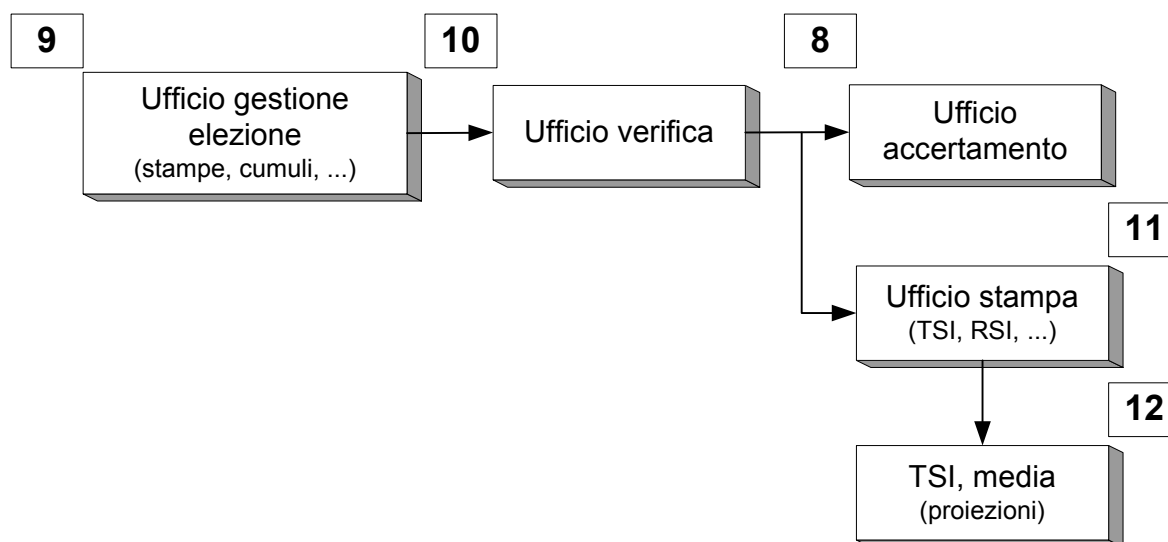 9
Ufficio gestione
elezione
(stampe, cumuli, ...)
10
Ufficio verifica
8
Ufficio
accertamento
11
Ufficio stampa
(TSI, RSI, ...)
12
TSI, media
(proiezioni)